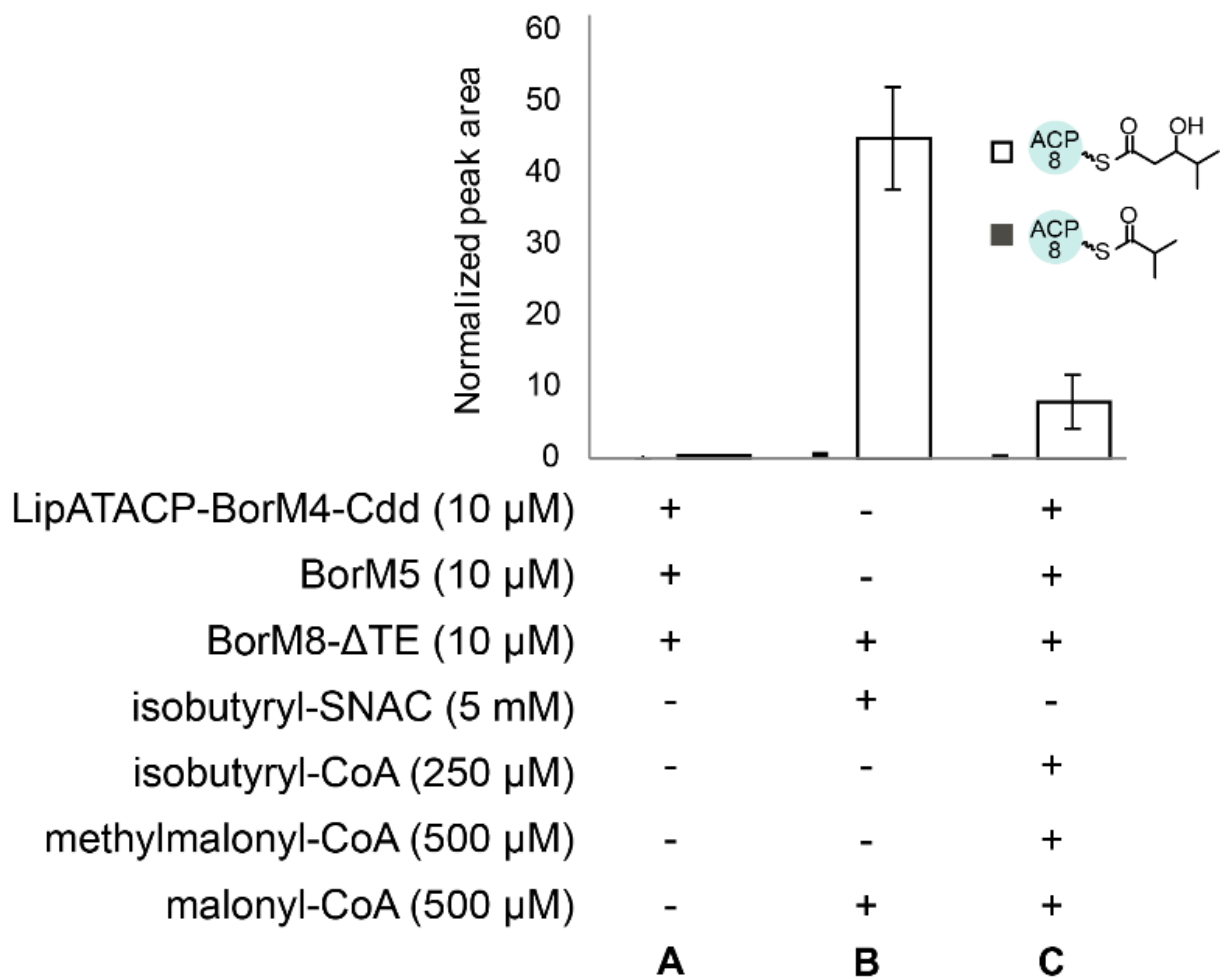 Normalized peak area
60
50
40
30
20
10
0
ACP
8
S
O
OH
ACP
8
S
O
LipATACP-BorM4-Cdd (10 µM) + - +
BorM5 (10 µM) + - +
BorM8-ΔTE (10 µM) + + +
isobutyryl-SNAC (5 mM) - + -
isobutyryl-CoA (250 µM) - - +
methylmalonyl-CoA (500 µM) - - +
malonyl-CoA (500 µM) - + +
A B C